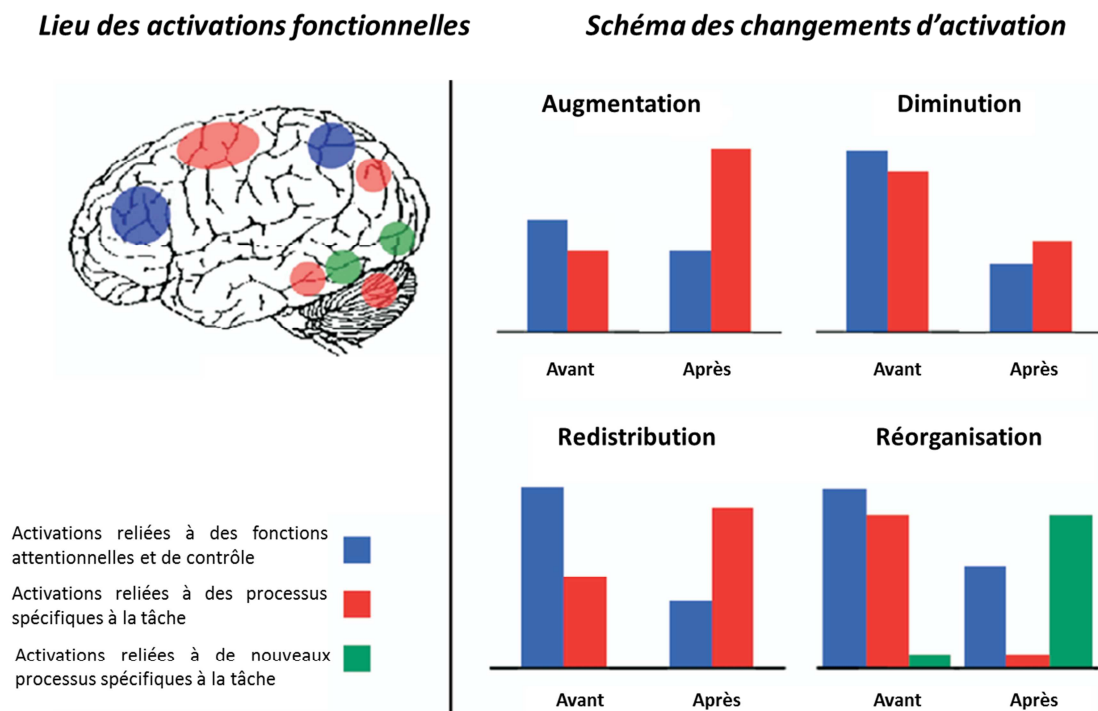 Lieu des activations fonctionnelles
Schéma des changements d’activation
Augmentation
Diminution
Avant
Après
Avant
Après
Redistribution
Réorganisation
Avant
Après
Avant
Après
Activations reliées à des fonctions
attentionnelles et de contrôle
Activations reliées à des processus
spécifiques à la tâche
Activations reliées à de nouveaux
processus spécifiques à la tâche